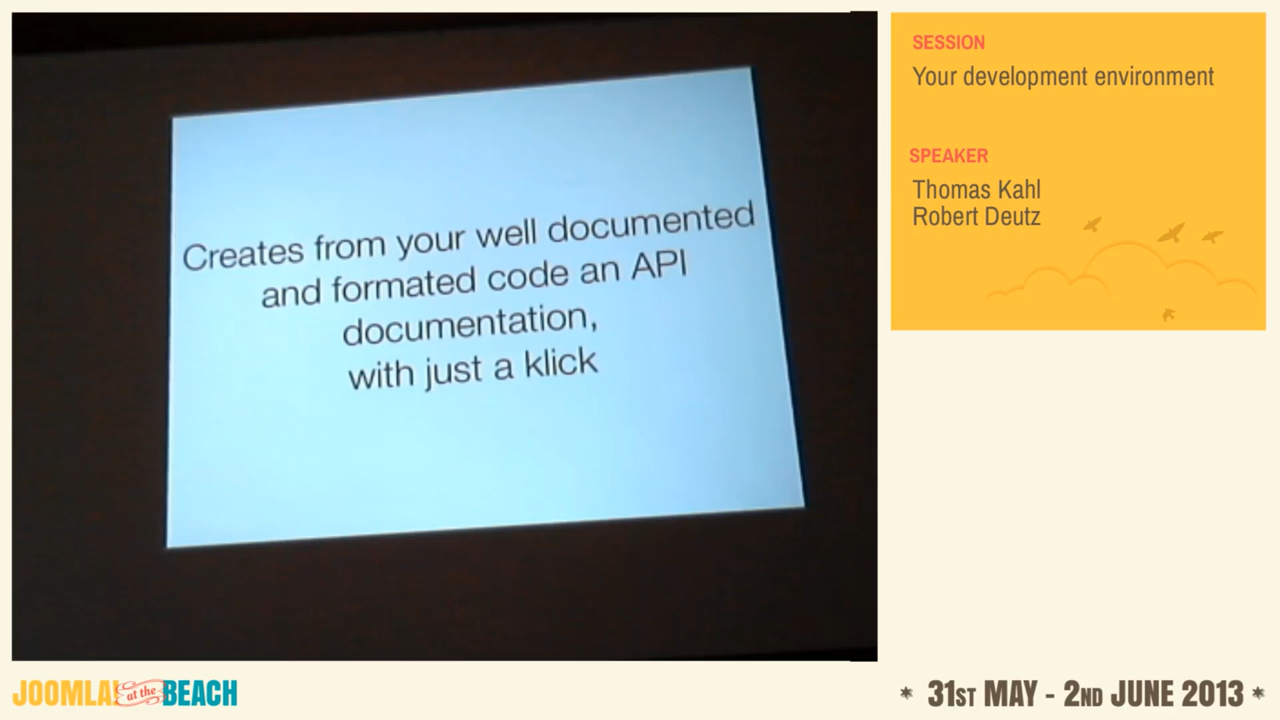 Creates from your well documented
and formated code an API
documentation,
with just a klick
SESSION
Your development environment
SPEAKER
Thomas Kahl
Robert Deutz
JOOMLA! at the BEACH
* 31ST MAY - 2ND JUNE 2013 *